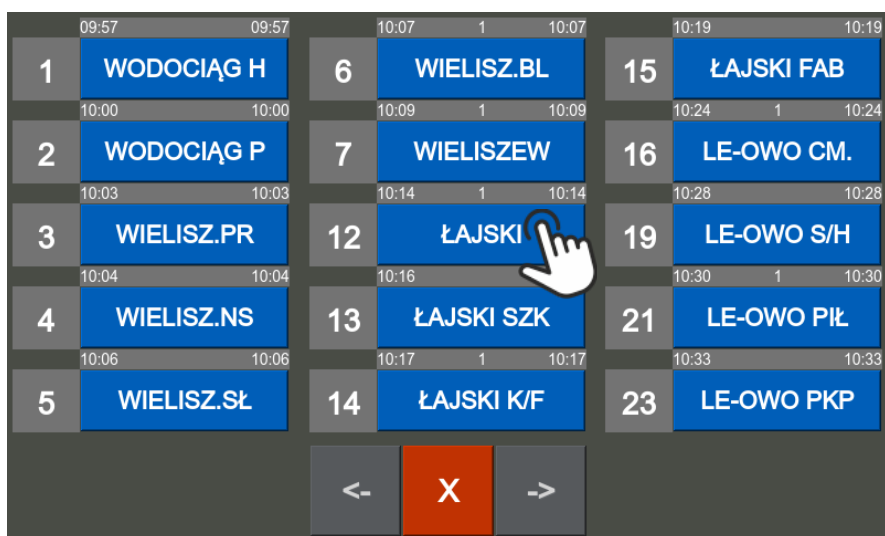 09:57 09:57
1 WODOCIĄG H
10:00 10:00
2 WODOCIĄG P
10:03 10:03
3 WIELISZ.PR
10:04 10:04
4 WIELISZ.NS
10:06 10:06
5 WIELISZ.SŁ
10:07 1 10:07
6 WIELISZ.BL
10:09 1 10:09
7 WIELISZEW
10:14 1 10:14
12 ŁAJSKI
10:16
13 ŁAJSKI SZK
10:17 1 10:17
14 ŁAJSKI K/F
10:19 10:19
15 ŁAJSKI FAB
10:24 1 10:24
16 LE-OWO CM.
10:28 10:28
19 LE-OWO S/H
10:30 1 10:30
21 LE-OWO PIŁ
10:33 10:33
23 LE-OWO PKP
<- X ->